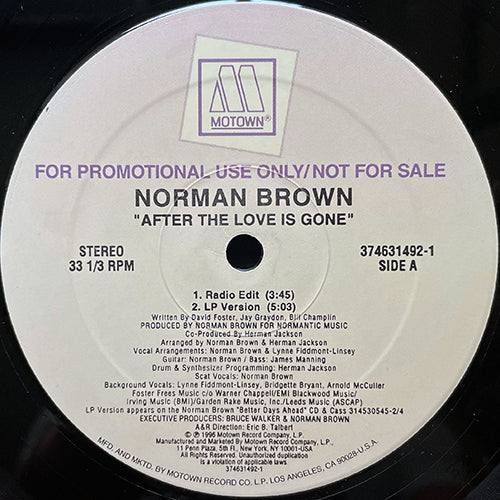 MOTOWN®
FOR PROMOTIONAL USE ONLY/NOT FOR SALE
NORMAN BROWN
"AFTER THE LOVE IS GONE"
STEREO
33 1/3 RPM
374631492-1
SIDE A
1. Radio Edit (3:45)
2. LP Version (5:03)
Written By David Foster, Jay Graydon, Bill Champlin
PRODUCED BY NORMAN BROWN FOR NORMANTIC MUSIC
Co-Produced By Herman Jackson
Arranged by Norman Brown & Herman Jackson
Vocal Arrangements: Norman Brown & Lynne Fiddmont-Linsey
Guitar: Norman Brown / Bass: James Manning
Drum & Synthesizer Programming: Herman Jackson
Scat Vocals: Norman Brown
Background Vocals: Lynne Fiddmont-Linsey, Bridgette Bryant, Arnold McCuller
Foster Frees Music c/o Warner Chappell/EMI Blackwood Music/
Irving Music (BMI)/Garden Rake Music, Inc./Leeds Music (ASCAP)
LP Version appears on the Norman Brown "Better Days Ahead" CD & Cass 314530545-2/4
EXECUTIVE PRODUCERS: BRUCE WALKER & NORMAN BROWN
A&R Direction: Eric B. Talbert
℗ © 1996 Motown Record Company, L.P.
Manufactured and Marketed By Motown Record Company, L.P.
11 Penn Plaza, 5th Fl., New York, NY 10001-USA
All Rights Reserved. Unauthorized duplication
is a violation of applicable laws.
374631492-1
MFD. AND MKTD. BY MOTOWN RECORD CO. L.P. LOS ANGELES, CA 90028-U.S.A.